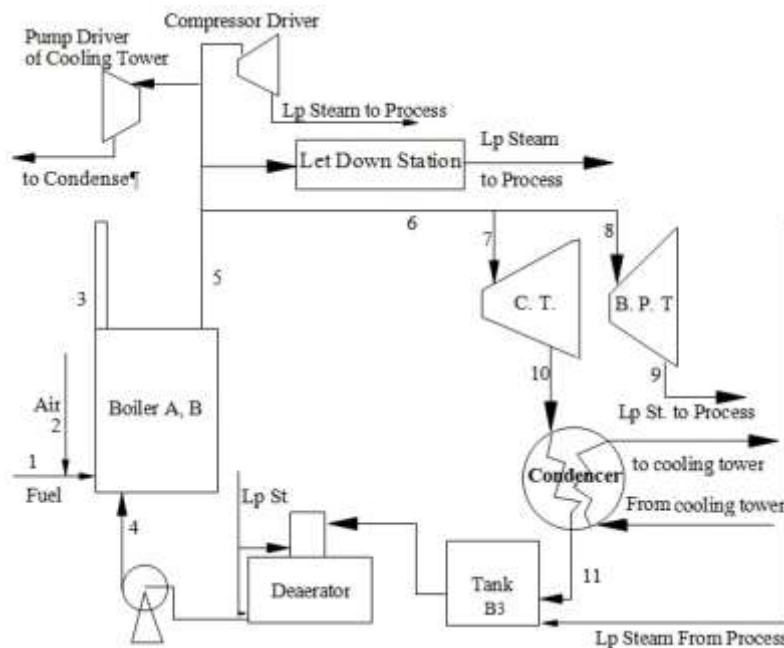 Compressor Driver
Pump Driver
of Cooling Tower
Lp Steam to Process
Lp Steam
Let Down Station
to Process
to Condense¶
6
7
8
3
5
C. T.
B. P. T
10
9
Air
2
Boiler A, B
Lp St. to Process
1
Fuel
Condencer
to cooling tower
From cooling tower
Lp St
4
11
Deaerator
Tank
B3
Lp Steam From Process